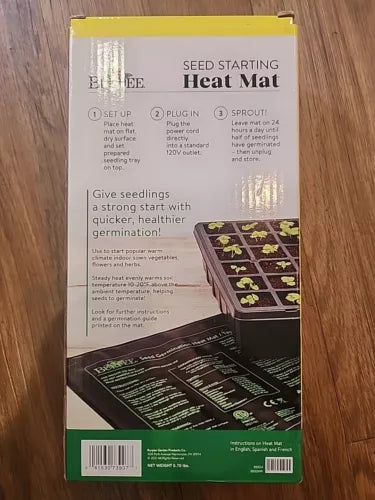 BURPEE.
SEED STARTING
Heat Mat
1 SET UP
Place heat
mat on flat,
dry surface
and set
prepared
seedling tray
on top.
2 PLUG IN
Plug the
power cord
directly
into a standard
120V outlet.
3 SPROUT!
Leave mat on 24
hours a day until
half of seedlings
have germinated
– then unplug
and store.
Give seedlings
a strong start with
quicker, healthier
germination!
Use to start popular warm
climate indoor sown vegetables,
flowers and herbs.
Steady heat evenly warms soil
temperature 10-20°F above the
ambient temperature, helping
seeds to germinate!
Look for further instructions
and a germination guide
printed on the mat.
BURPEE Seed Germination Heat Mat
Burpee Garden Products Co.
NET WEIGHT 0.70 lbs.
Instructions on Heat Mat
in English, Spanish and French